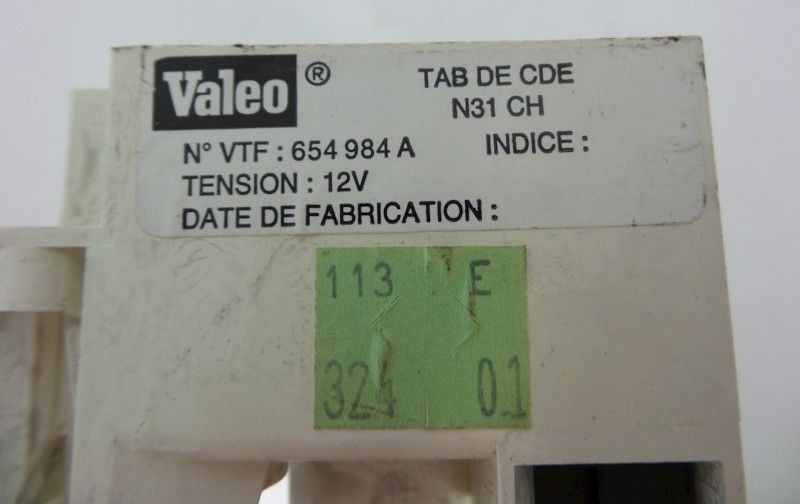 Valeo ® TAB DE CDE
N31 CH
N° VTF : 654 984 A INDICE :
TENSION : 12V
DATE DE FABRICATION :
113 E
324 01